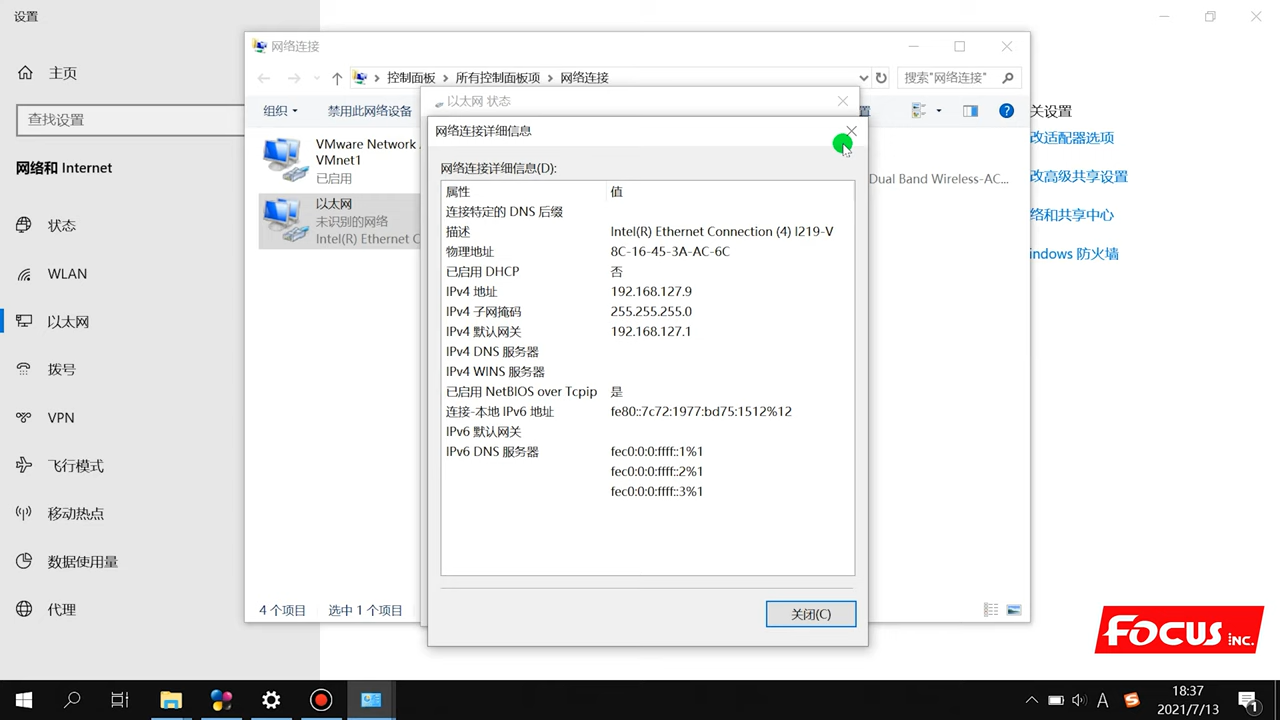 设置
主页
查找设置
网络和 Internet
状态
WLAN
以太网
拨号
VPN
飞行模式
移动热点
数据使用量
代理
网络连接
控制面板 > 所有控制面板项 > 网络连接
搜索"网络连接"
组织
禁用此网络设备
置
VMware Network
VMnet1
已启用
以太网
未识别的网络
Intel(R) Ethernet C
Dual Band Wireless-AC...
4 个项目
选中 1 个项目
以太网 状态
网络连接详细信息
网络连接详细信息(D):
属性 值
连接特定的 DNS 后缀
描述 Intel(R) Ethernet Connection (4) I219-V
物理地址 8C-16-45-3A-AC-6C
已启用 DHCP 否
IPv4 地址 192.168.127.9
IPv4 子网掩码 255.255.255.0
IPv4 默认网关 192.168.127.1
IPv4 DNS 服务器
IPv4 WINS 服务器
已启用 NetBIOS over Tcpip 是
连接-本地 IPv6 地址 fe80::7c72:1977:bd75:1512%12
IPv6 默认网关
IPv6 DNS 服务器 fec0:0:0:ffff::1%1
fec0:0:0:ffff::2%1
fec0:0:0:ffff::3%1
关闭(C)
关设置
改适配器选项
改高级共享设置
络和共享中心
indows 防火墙
FOCUS INC.
A
18:37
2021/7/13
1